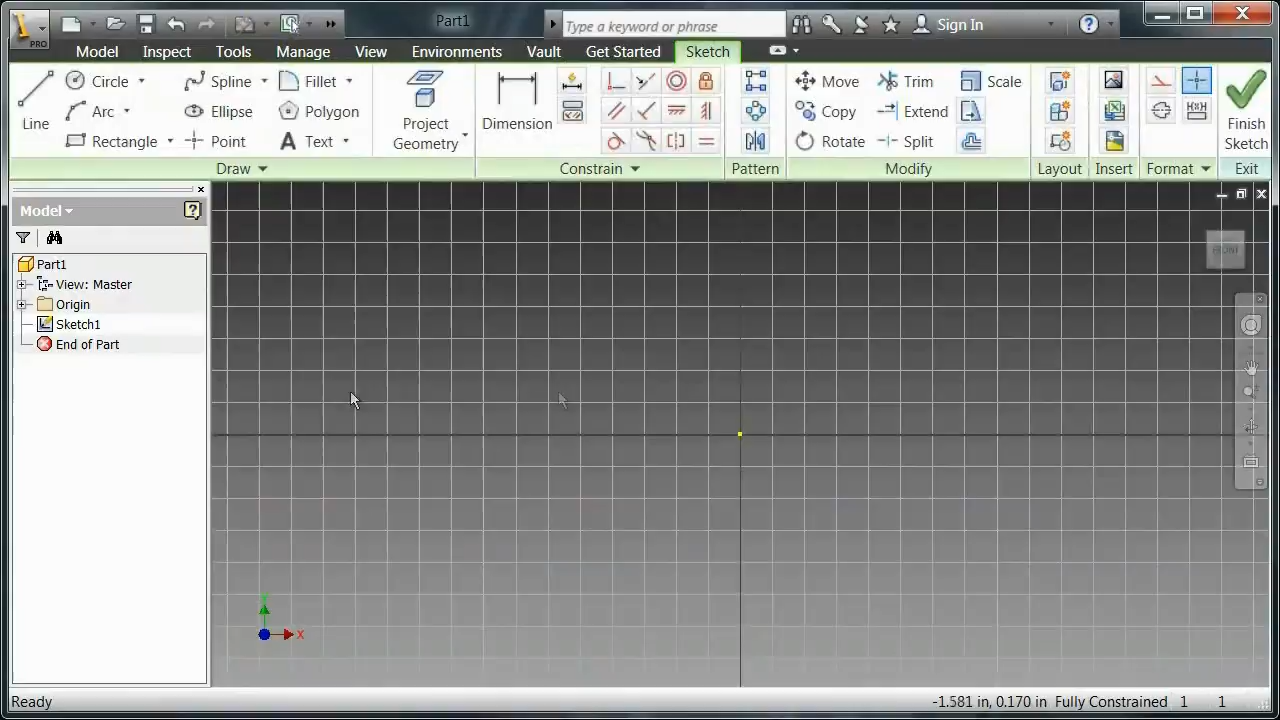 PRO
Part1
Type a keyword or phrase
Sign In
Model
Inspect
Tools
Manage
View
Environments
Vault
Get Started
Sketch
Line
Circle
Arc
Rectangle
Spline
Ellipse
Point
Fillet
Polygon
Text
Project
Geometry
Dimension
Move
Copy
Rotate
Trim
Extend
Split
Scale
Finish
Sketch
Draw
Constrain
Pattern
Modify
Layout
Insert
Format
Exit
Model
Part1
View: Master
Origin
Sketch1
End of Part
FRONT
Y
X
Ready
-1.581 in, 0.170 in Fully Constrained 1 1